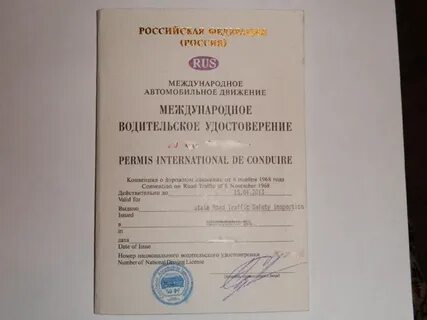 РОССИЙСКАЯ ФЕДЕРАЦИЯ
(РОССИЯ)
RUS
МЕЖДУНАРОДНОЕ
АВТОМОБИЛЬНОЕ ДВИЖЕНИЕ
МЕЖДУНАРОДНОЕ
ВОДИТЕЛЬСКОЕ УДОСТОВЕРЕНИЕ
PERMIS INTERNATIONAL DE CONDUIRE
Конвенция о дорожном движении от 8 ноября 1968 года
Convention on Road Traffic of 8 November 1968
Действительно до
Valid for
Выдано State Road Traffic Safety Inspection
Issued
в
in
дата
Date of Issue
Номер национального водительского удостоверения
Number of National Driving License